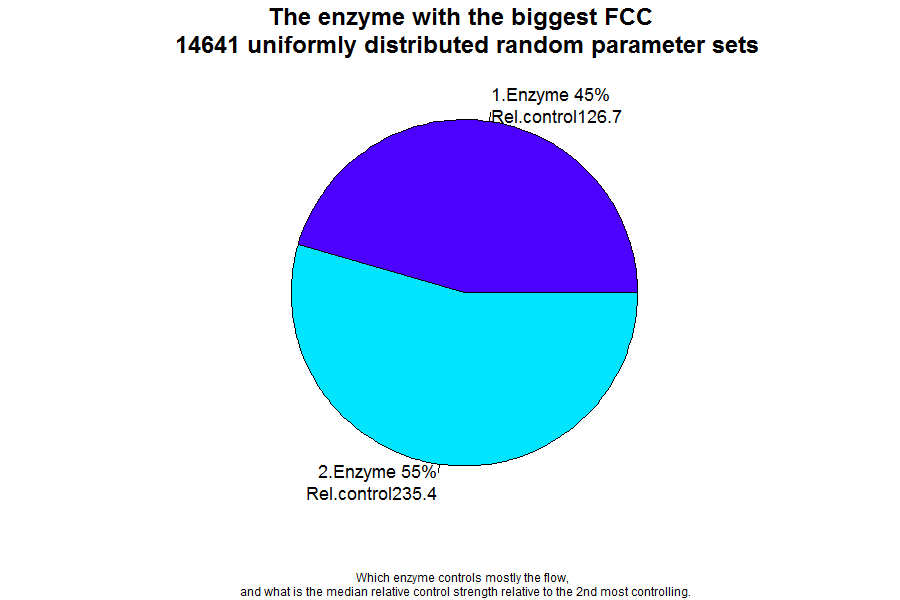 The enzyme with the biggest FCC
14641 uniformly distributed random parameter sets
1.Enzyme 45%
Rel.control126.7
2.Enzyme 55%
Rel.control235.4
Which enzyme controls mostly the flow,
and what is the median relative control strength relative to the 2nd most controlling.